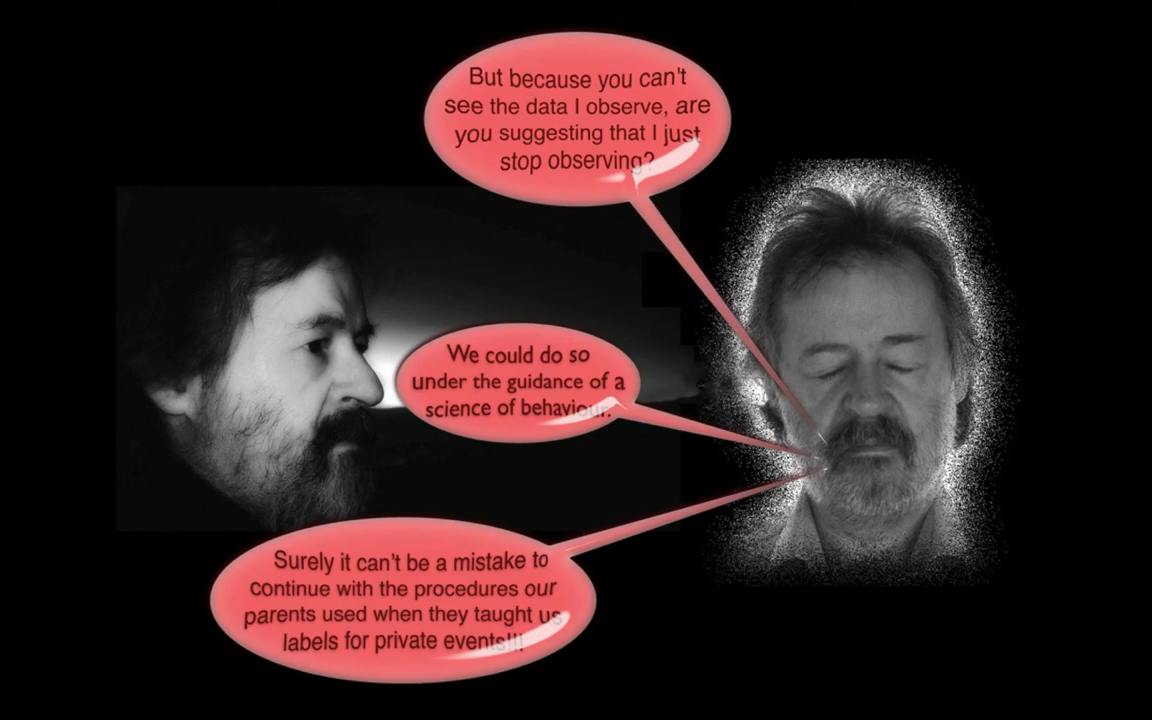 But because you can't
see the data I observe, are
you suggesting that I just
stop observing?
We could do so
under the guidance of a
science of behaviour.
Surely it can't be a mistake to
continue with the procedures our
parents used when they taught us
labels for private events!!!